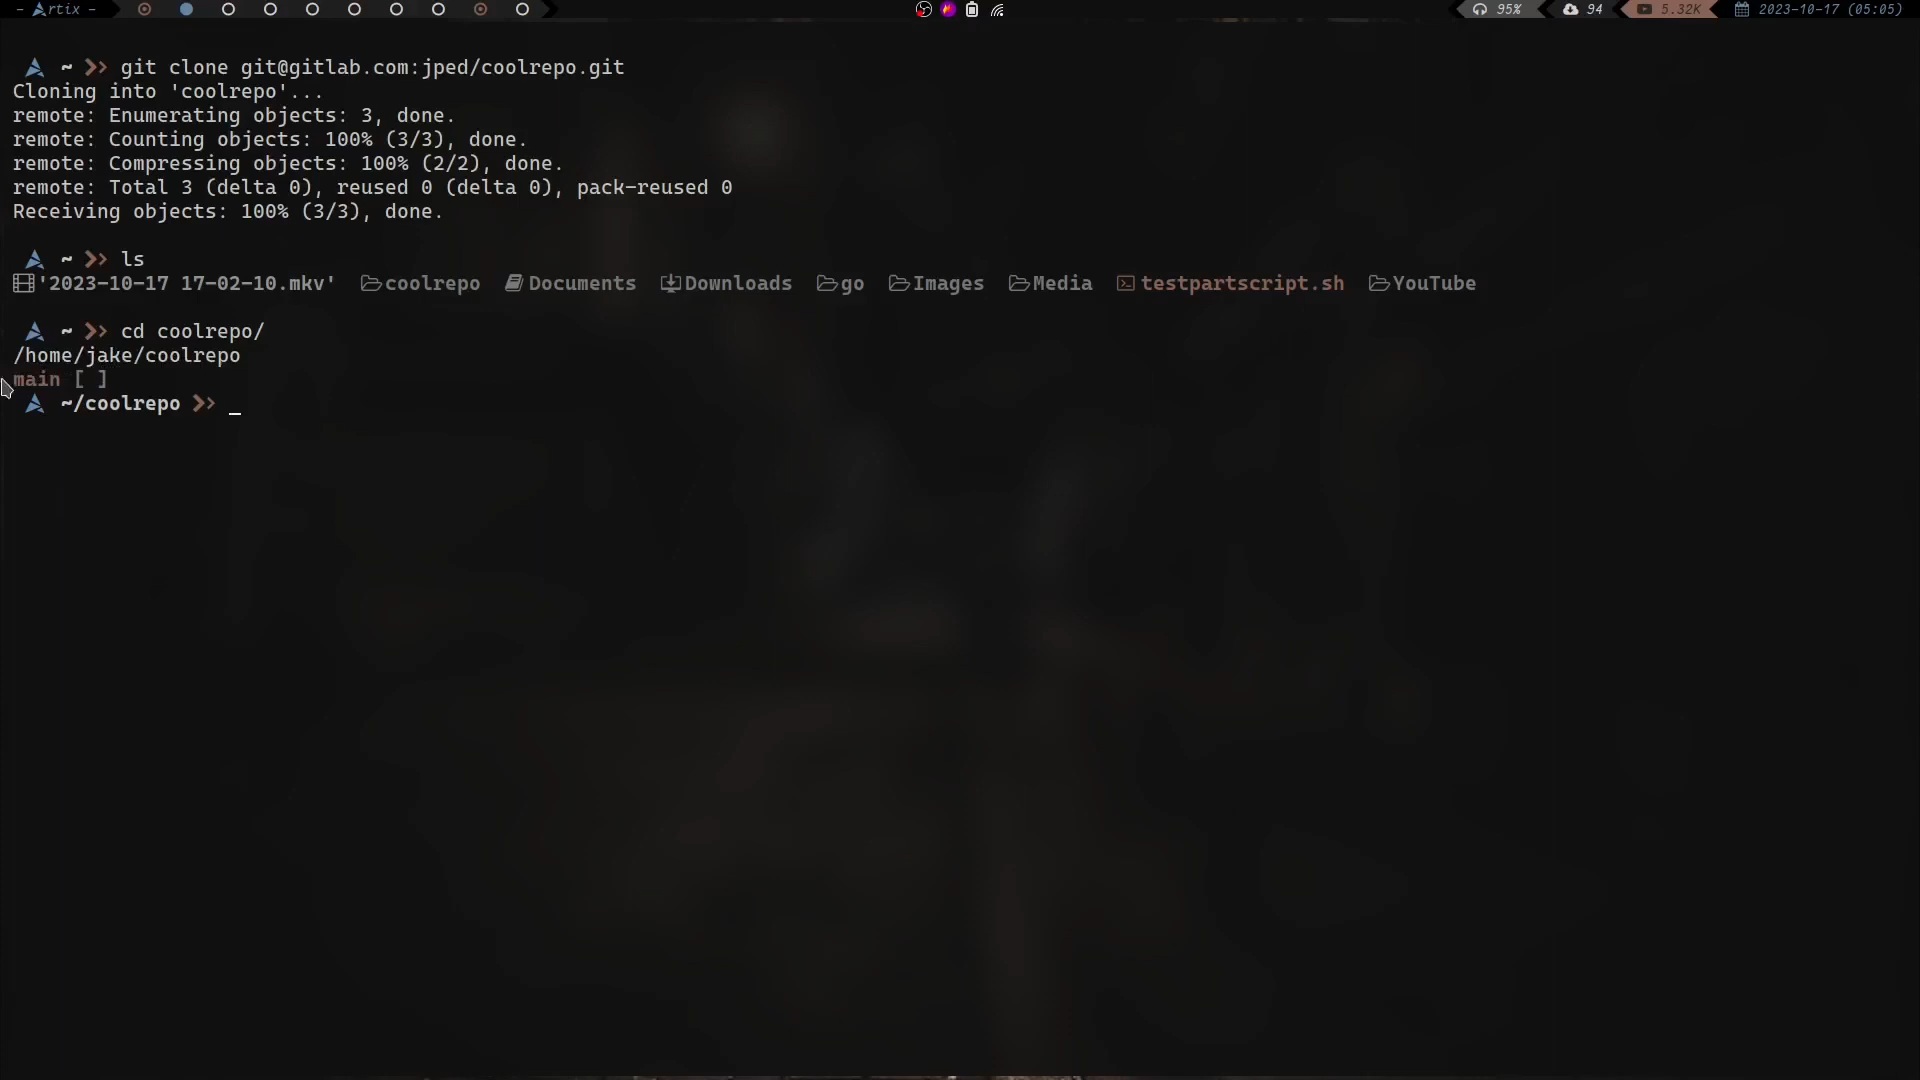 - Artix - 95% 94 5.32K 2023-10-17 (05:05)
~ >> git clone git@gitlab.com:jped/coolrepo.git
Cloning into 'coolrepo'...
remote: Enumerating objects: 3, done.
remote: Counting objects: 100% (3/3), done.
remote: Compressing objects: 100% (2/2), done.
remote: Total 3 (delta 0), reused 0 (delta 0), pack-reused 0
Receiving objects: 100% (3/3), done.
~ >> ls
'2023-10-17 17-02-10.mkv' coolrepo Documents Downloads go Images Media testpartscript.sh YouTube
~ >> cd coolrepo/
/home/jake/coolrepo
main [ ]
~/coolrepo >> _